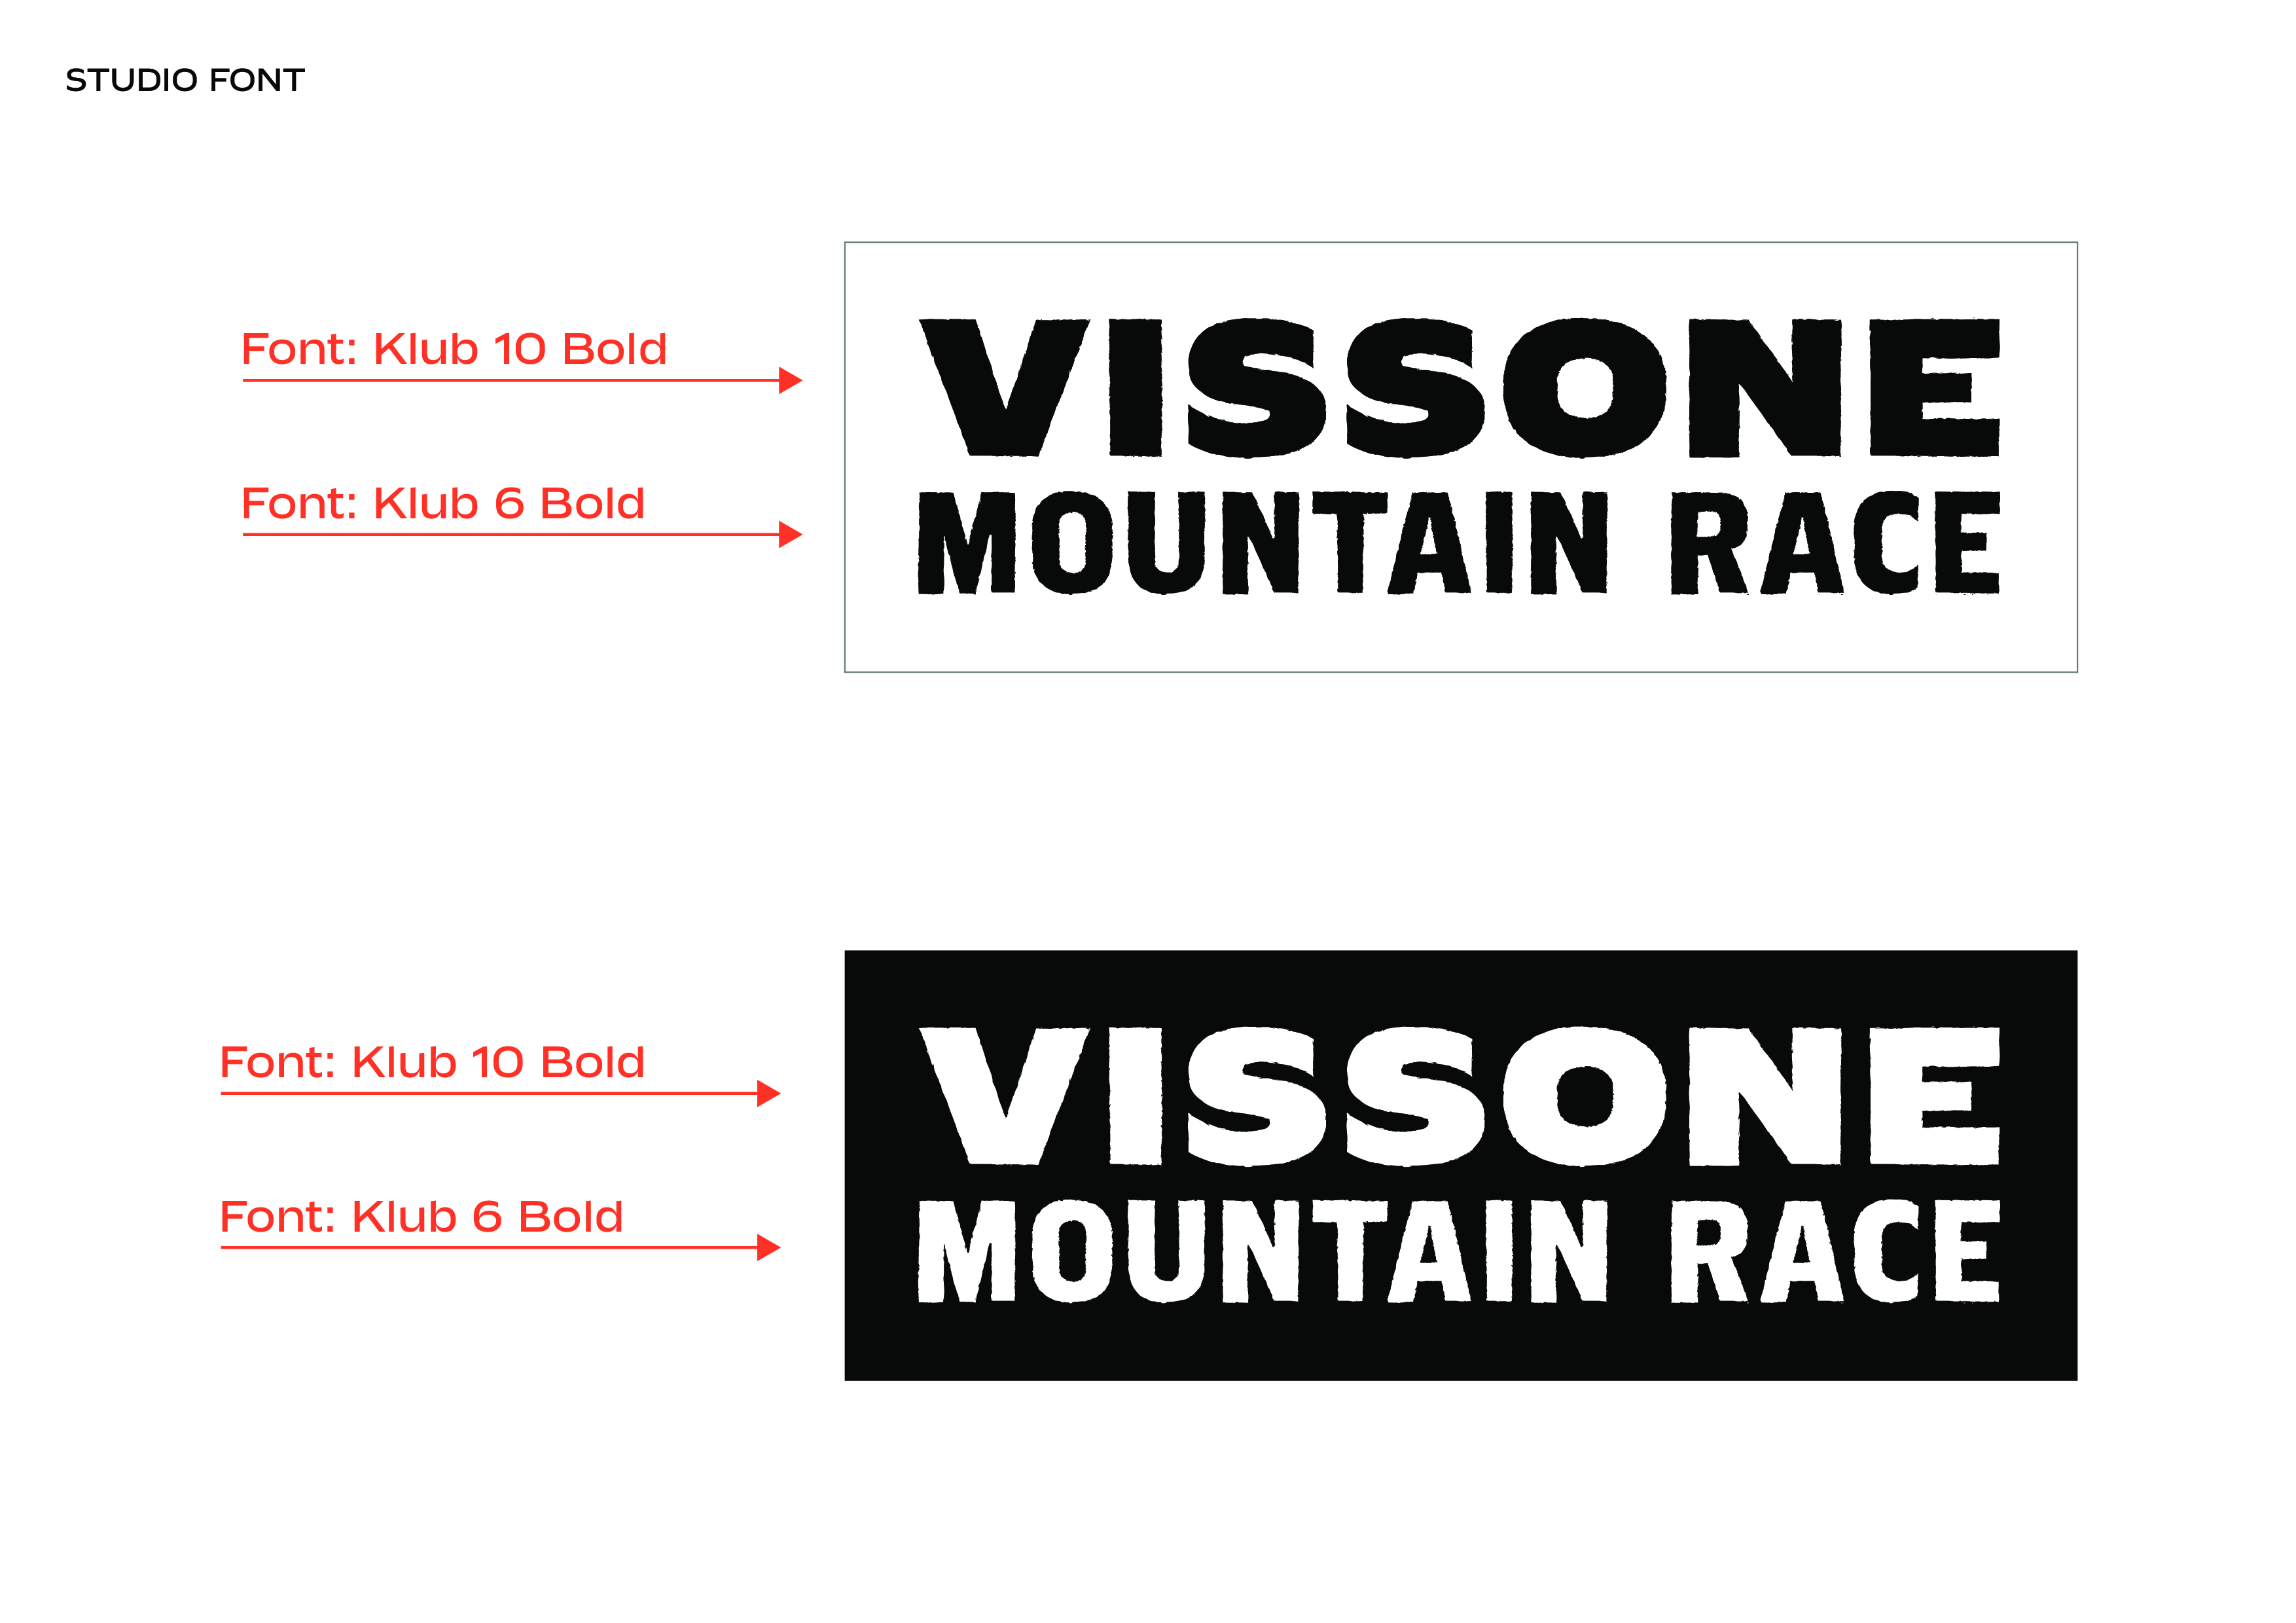 STUDIO FONT
Font: Klub 10 Bold
VISSONE
Font: Klub 6 Bold
MOUNTAIN RACE
Font: Klub 10 Bold
VISSONE
Font: Klub 6 Bold
MOUNTAIN RACE